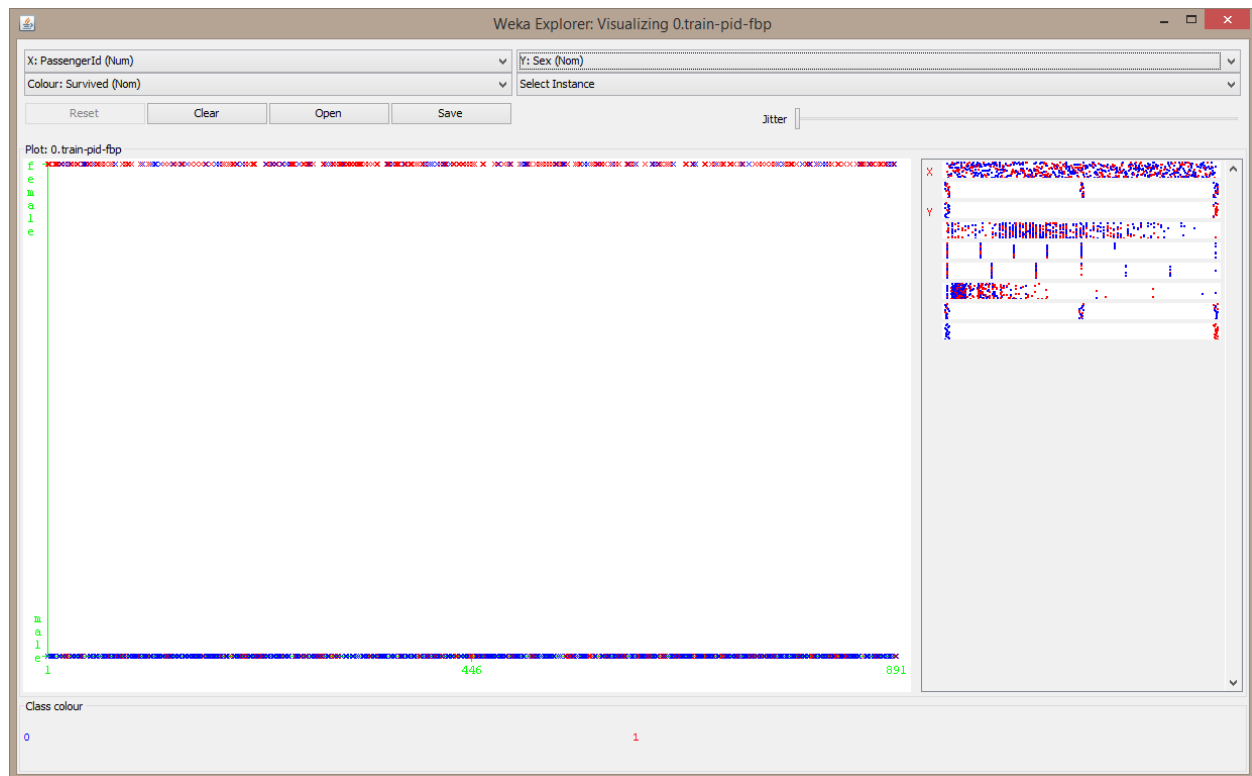 Weka Explorer: Visualizing 0.train-pid-fbp
X: PassengerId (Num)
Y: Sex (Nom)
Colour: Survived (Nom)
Select Instance
Reset
Clear
Open
Save
Jitter
Plot: 0.train-pid-fbp
female
male
1
446
891
X
Y
Class colour
0
1